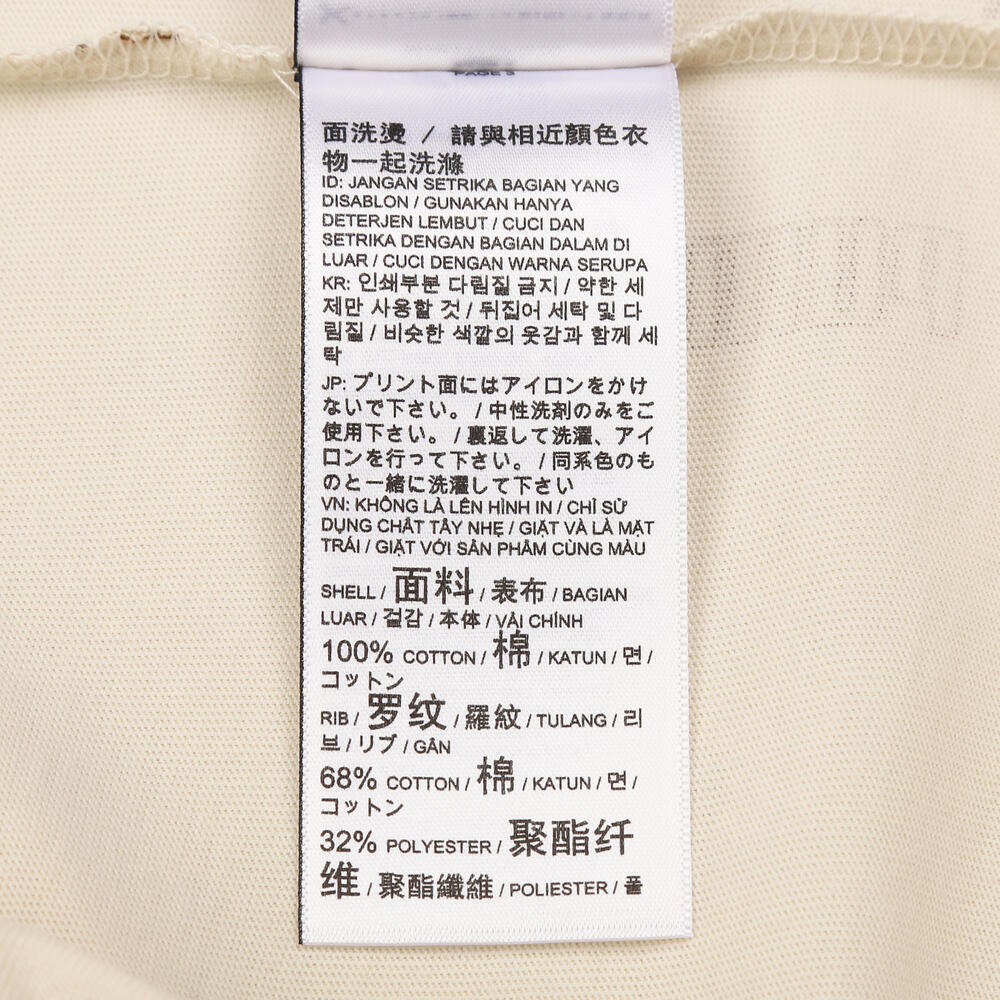 PAGE 3
面洗燙 / 請與相近顏色衣
物一起洗滌
ID: JANGAN SETRIKA BAGIAN YANG
DISABLON / GUNAKAN HANYA
DETERJEN LEMBUT / CUCI DAN
SETRIKA DENGAN BAGIAN DALAM DI
LUAR / CUCI DENGAN WARNA SERUPA
KR: 인쇄부분 다림질 금지 / 약한 세
제만 사용할 것 / 뒤집어 세탁 및 다
림질 / 비슷한 색깔의 옷감과 함께 세
탁
JP: プリント面にはアイロンをかけ
ないで下さい。 / 中性洗剤のみをご
使用下さい。 / 裏返して洗濯、アイ
ロンを行って下さい。 / 同系色のも
のと一緒に洗濯して下さい
VN: KHÔNG LÀ LÊN HÌNH IN / CHỈ SỬ
DỤNG CHẤT TẨY NHẸ / GIẶT VÀ LÀ MẶT
TRÁI / GIẶT VỚI SẢN PHẨM CÙNG MÀU
SHELL / 面料 / 表布 / BAGIAN
LUAR / 겉감 / 本体 / VẢI CHÍNH
100% COTTON / 棉 / KATUN / 면 /
コットン
RIB / 罗纹 / 羅紋 / TULANG / 리
브 / リブ / GÂN
68% COTTON / 棉 / KATUN / 면 /
コットン
32% POLYESTER / 聚酯纤
维 / 聚酯纖維 / POLIESTER / 폴